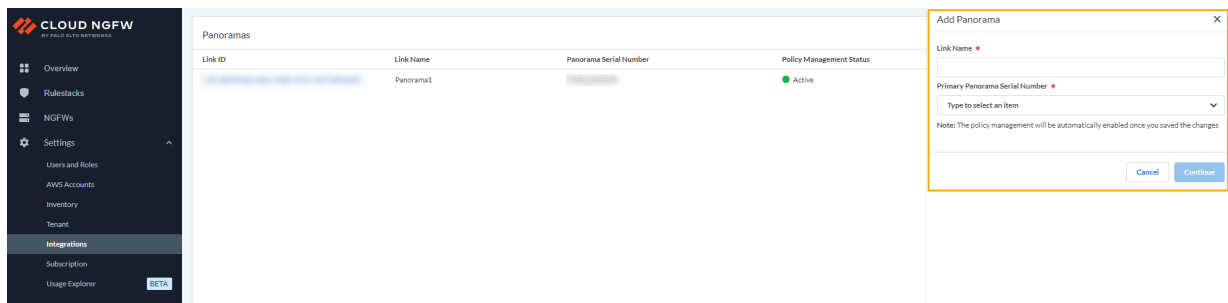 CLOUD NGFW
BY PALO ALTO NETWORKS
Overview
Rulestacks
NGFWs
Settings
Users and Roles
AWS Accounts
Inventory
Tenant
Integrations
Subscription
Usage Explorer BETA
Panoramas
Link ID Link Name Panorama Serial Number Policy Management Status
Panorama1 Active
Add Panorama X
Link Name *
Primary Panorama Serial Number *
Type to select an item
Note: The policy management will be automatically enabled once you saved the changes
Cancel Continue